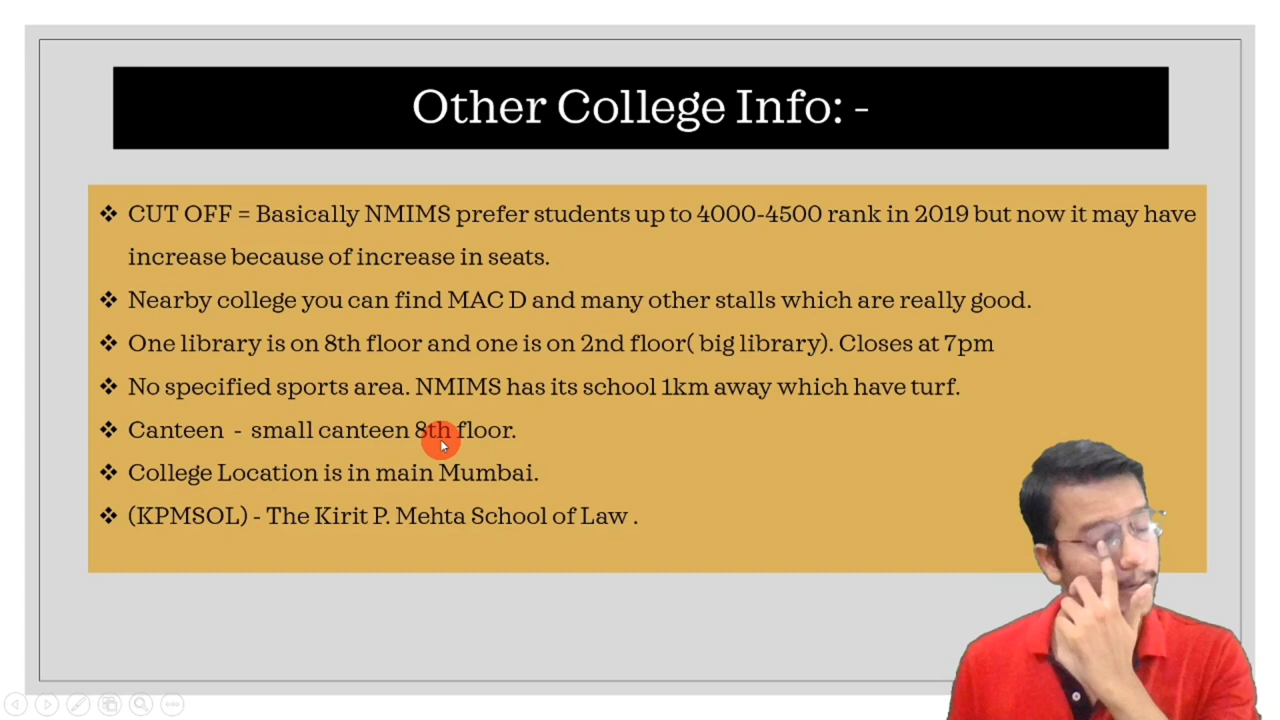 Other College Info: -
❖ CUT OFF = Basically NMIMS prefer students up to 4000-4500 rank in 2019 but now it may have
increase because of increase in seats.
❖ Nearby college you can find MAC D and many other stalls which are really good.
❖ One library is on 8th floor and one is on 2nd floor( big library). Closes at 7pm
❖ No specified sports area. NMIMS has its school 1km away which have turf.
❖ Canteen - small canteen 8th floor.
❖ College Location is in main Mumbai.
❖ (KPMSOL) - The Kirit P. Mehta School of Law .